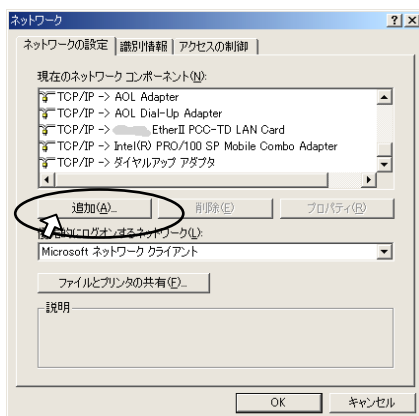 ネットワーク
ネットワークの設定 識別情報 アクセスの制御
現在のネットワーク コンポーネント(N):
TCP/IP -> AOL Adapter
TCP/IP -> AOL Dial-Up Adapter
TCP/IP -> EtherII PCC-TD LAN Card
TCP/IP -> Intel(R) PRO/100 SP Mobile Combo Adapter
TCP/IP -> ダイヤルアップ アダプタ
追加(A)... 削除(E) プロパティ(R)
的にログオンするネットワーク(L):
Microsoft ネットワーク クライアント
ファイルとプリンタの共有(F)...
説明
OK キャンセル